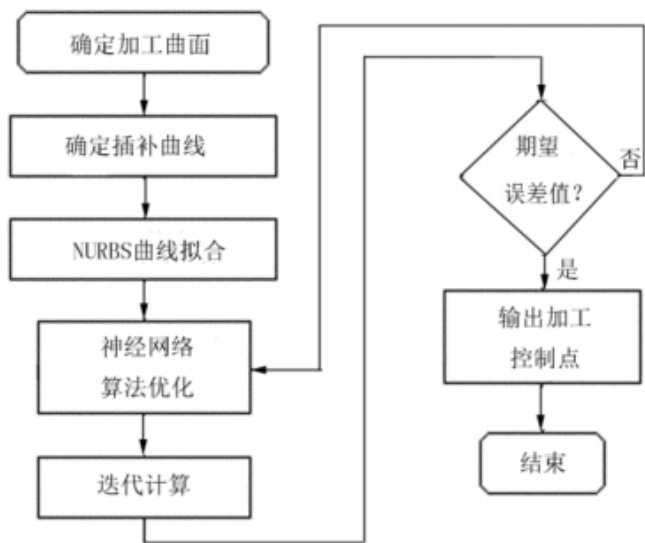 确定加工曲面
确定插补曲线
NURBS曲线拟合
神经网络
算法优化
迭代计算
期望
误差值?
否
是
输出加工
控制点
结束